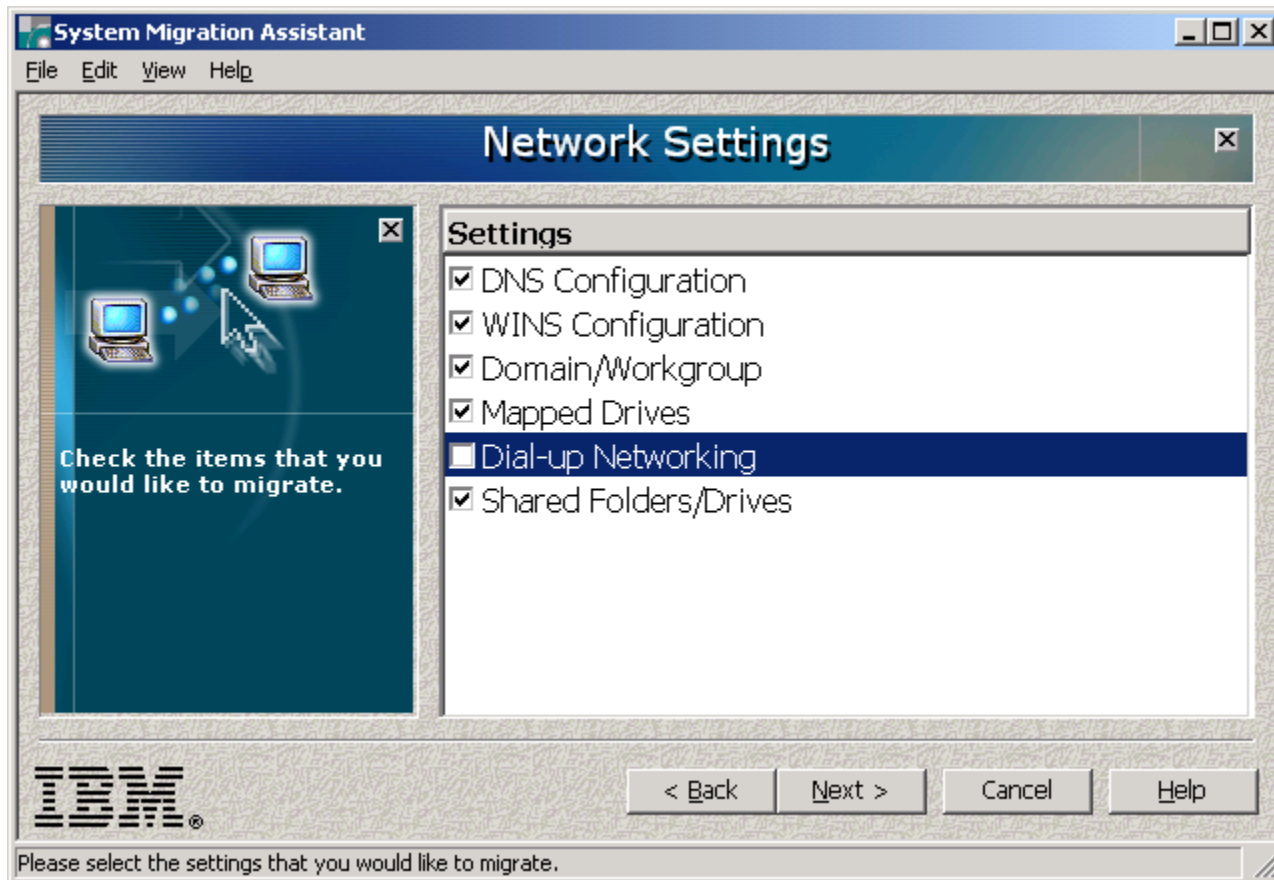 System Migration Assistant
File Edit View Help
Network Settings
Check the items that you
would like to migrate.
Settings
DNS Configuration
WINS Configuration
Domain/Workgroup
Mapped Drives
Dial-up Networking
Shared Folders/Drives
IBM®
< Back Next > Cancel Help
Please select the settings that you would like to migrate.